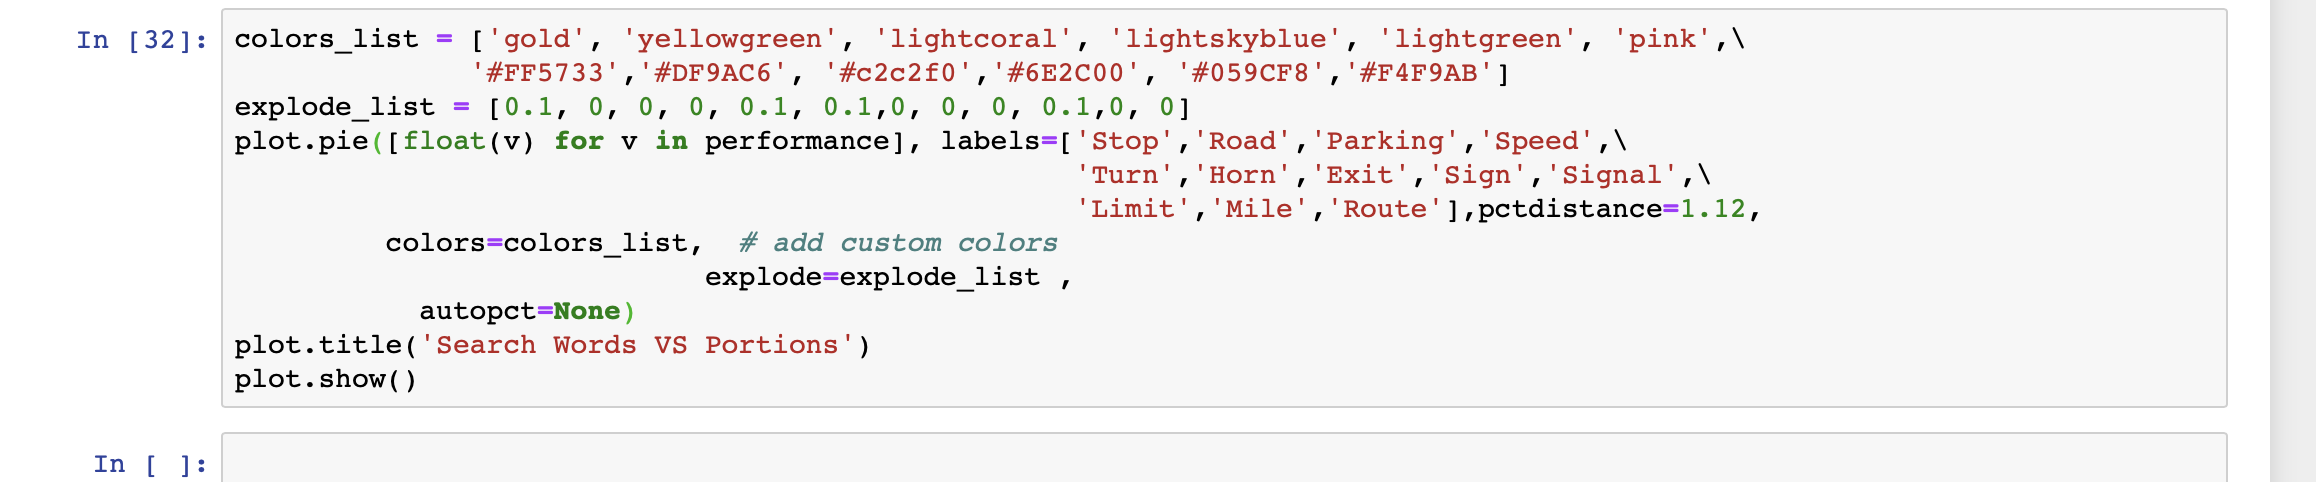 In [32]: colors_list = ['gold', 'yellowgreen', 'lightcoral', 'lightskyblue', 'lightgreen', 'pink',\
'#FF5733','#DF9AC6', '#c2c2f0','#6E2C00', '#059CF8','#F4F9AB']
explode_list = [0.1, 0, 0, 0, 0.1, 0.1,0, 0, 0, 0.1,0, 0]
plot.pie([float(v) for v in performance], labels=['Stop','Road','Parking','Speed',\
'Turn','Horn','Exit','Sign','Signal',\
'Limit','Mile','Route'],pctdistance=1.12,
colors=colors_list,  # add custom colors
explode=explode_list ,
autopct=None)
plot.title('Search Words VS Portions')
plot.show()
In [ ]: